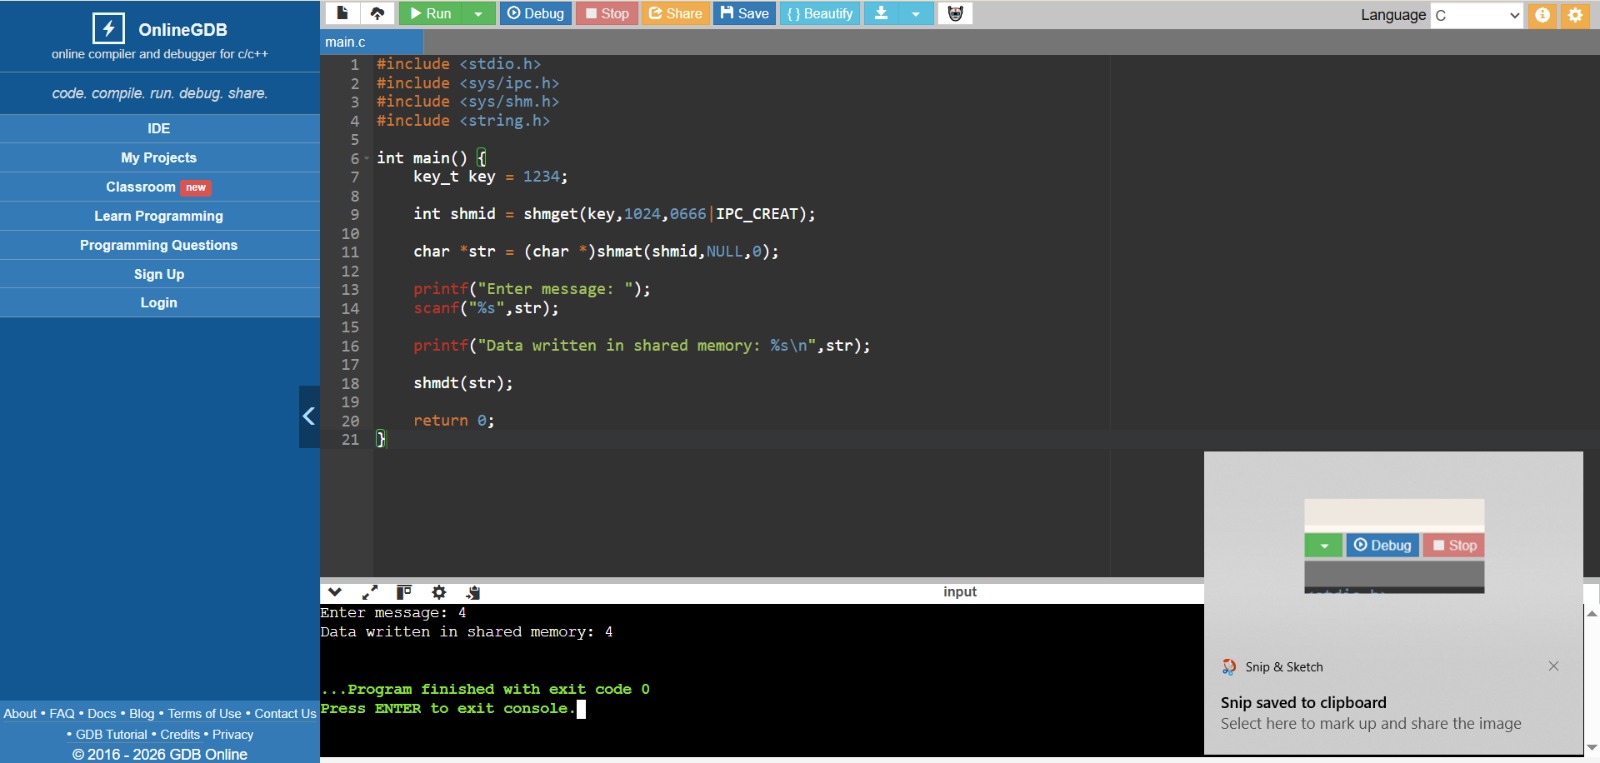 OnlineGDB
online compiler and debugger for c/c++
code. compile. run. debug. share.
IDE
My Projects
Classroom new
Learn Programming
Programming Questions
Sign Up
Login
About • FAQ • Docs • Blog • Terms of Use • Contact Us
• GDB Tutorial • Credits • Privacy
© 2016 - 2026 GDB Online
Run Debug Stop Share Save { } Beautify
Language C
main.c
1 #include <stdio.h>
2 #include <sys/ipc.h>
3 #include <sys/shm.h>
4 #include <string.h>
5
6 int main() {
7 key_t key = 1234;
8
9 int shmid = shmget(key,1024,0666|IPC_CREAT);
10
11 char *str = (char *)shmat(shmid,NULL,0);
12
13 printf("Enter message: ");
14 scanf("%s",str);
15
16 printf("Data written in shared memory: %s\n",str);
17
18 shmdt(str);
19
20 return 0;
21 }
input
Enter message: 4
Data written in shared memory: 4
...Program finished with exit code 0
Press ENTER to exit console.
Debug Stop
Snip & Sketch
Snip saved to clipboard
Select here to mark up and share the image